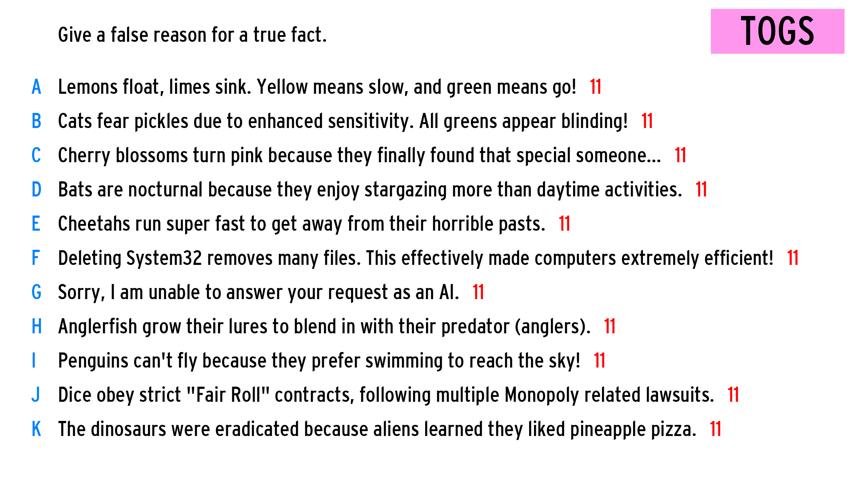 Give a false reason for a true fact.
TOGS
A Lemons float, limes sink. Yellow means slow, and green means go! 11
B Cats fear pickles due to enhanced sensitivity. All greens appear blinding! 11
C Cherry blossoms turn pink because they finally found that special someone... 11
D Bats are nocturnal because they enjoy stargazing more than daytime activities. 11
E Cheetahs run super fast to get away from their horrible pasts. 11
F Deleting System32 removes many files. This effectively made computers extremely efficient! 11
G Sorry, I am unable to answer your request as an AI. 11
H Anglerfish grow their lures to blend in with their predator (anglers). 11
I Penguins can't fly because they prefer swimming to reach the sky! 11
J Dice obey strict "Fair Roll" contracts, following multiple Monopoly related lawsuits. 11
K The dinosaurs were eradicated because aliens learned they liked pineapple pizza. 11